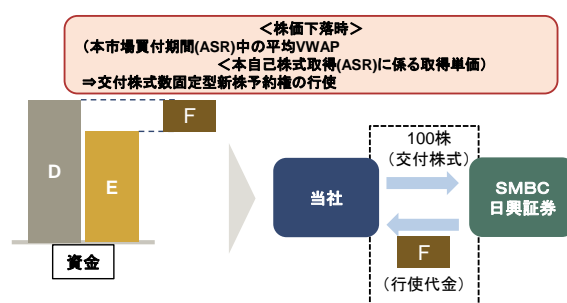 ＜株価下落時＞
（本市場買付期間(ASR)中の平均VWAP
＜本自己株式取得(ASR)に係る取得単価）
⇒交付株式数固定型新株予約権の行使
F
D
E
資金
100株
（交付株式）
当社
SMBC
日興証券
F
（行使代金）